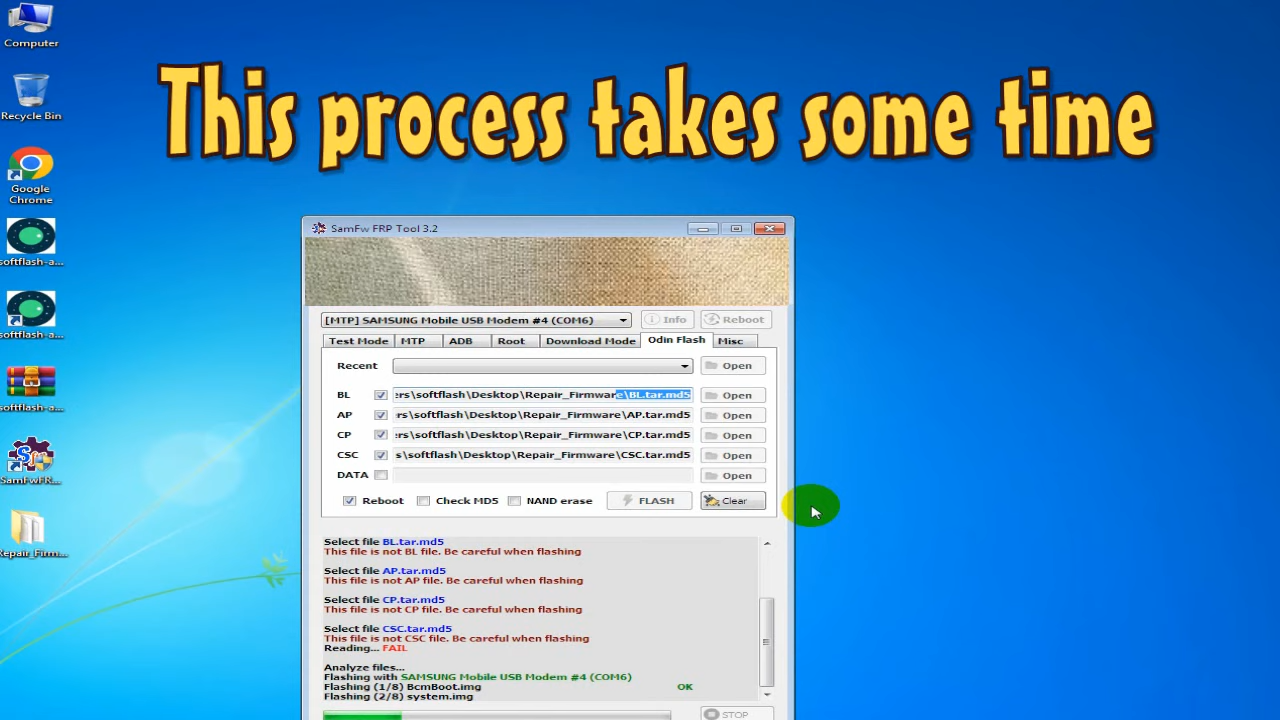 This process takes some time
Computer
Recycle Bin
Google
Chrome
softflash-a...
softflash-a...
softflash-a...
SamFwFR...
Repair_Firm...
SamFw FRP Tool 3.2
[MTP] SAMSUNG Mobile USB Modem #4 (COM6)
Info
Reboot
Test Mode
MTP
ADB
Root
Download Mode
Odin Flash
Misc
Recent
Open
BL
ers\softflash\Desktop\Repair_Firmware\BL.tar.md5
Open
AP
ers\softflash\Desktop\Repair_Firmware\AP.tar.md5
Open
CP
ers\softflash\Desktop\Repair_Firmware\CP.tar.md5
Open
CSC
s\softflash\Desktop\Repair_Firmware\CSC.tar.md5
Open
DATA
Open
Reboot
Check MD5
NAND erase
FLASH
Clear
Select file BL.tar.md5
This file is not BL file. Be careful when flashing
Select file AP.tar.md5
This file is not AP file. Be careful when flashing
Select file CP.tar.md5
This file is not CP file. Be careful when flashing
Select file CSC.tar.md5
This file is not CSC file. Be careful when flashing
Reading... FAIL
Analyze files...
Flashing with SAMSUNG Mobile USB Modem #4 (COM6)
Flashing (1/8) BcmBoot.img OK
Flashing (2/8) system.img
STOP